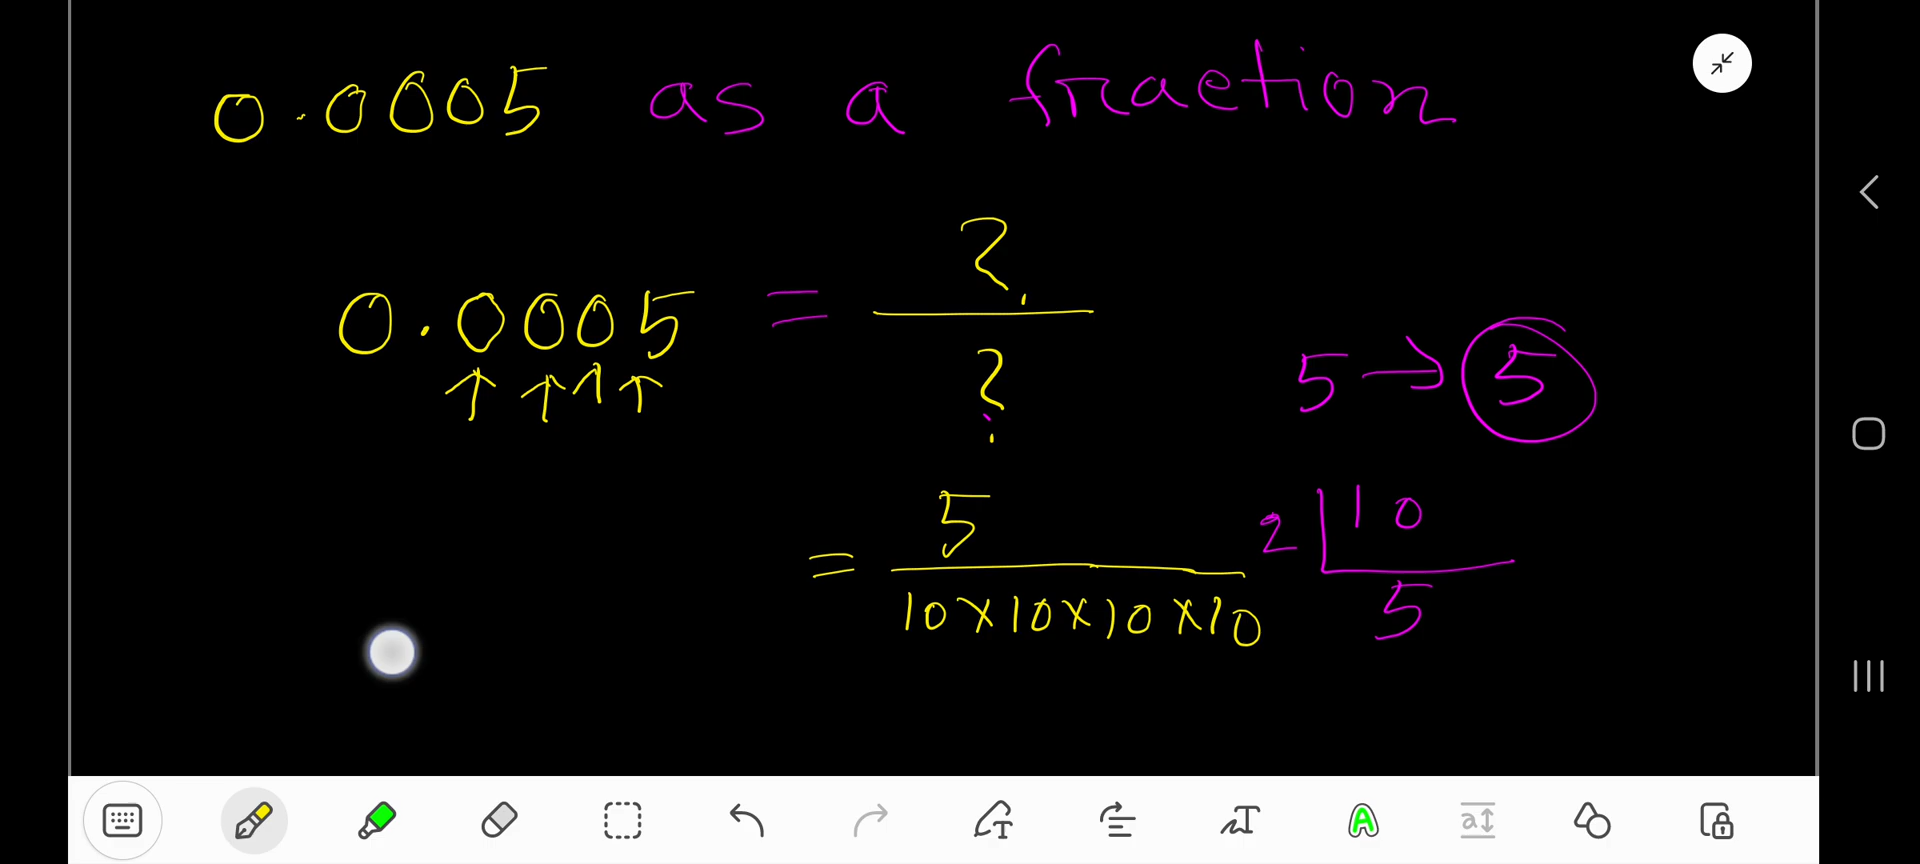 0.0005 as a fraction
0.0005 = ?
?
5 → 5
= 5
10×10×10×10
2 10
5